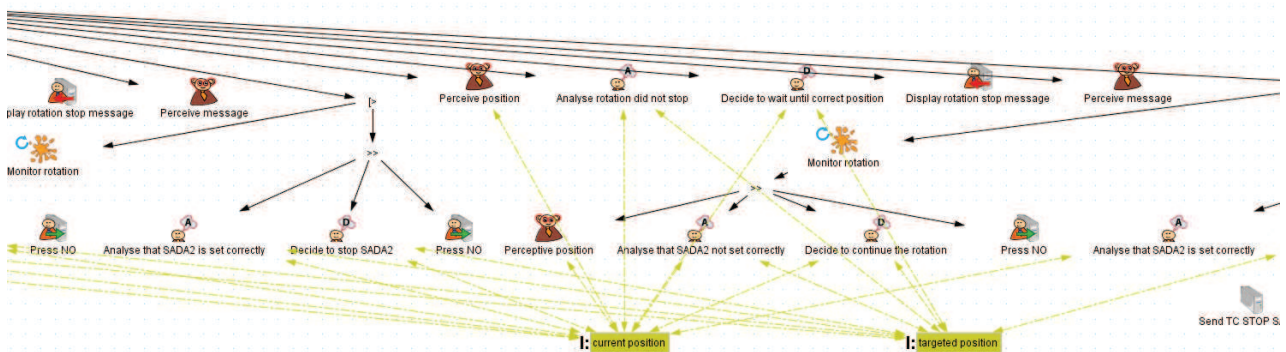 A
D
[>
Perceive position
Analyse rotation did not stop
Decide to wait until correct position
Display rotation stop message
Perceive message
play rotation stop message
Perceive message
>>
Monitor rotation
Monitor rotation
>>
A
D
A
D
A
Press NO
Analyse that SADA2 is set correctly
Decide to stop SADA2
Press NO
Perceptive position
Analyse that SADA2 not set correctly
Decide to continue the rotation
Press NO
Analyse that SADA2 is set correctly
Send TC STOP SA
I: current position
I: targeted position